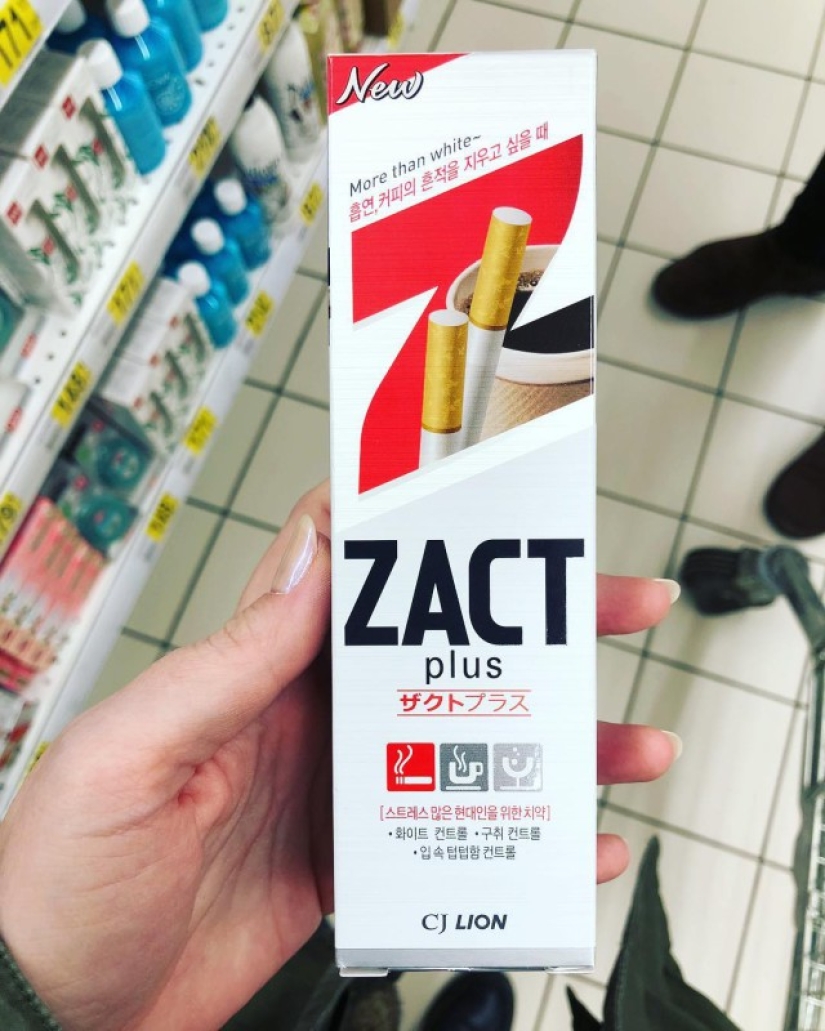 New
More than white~
흡연,커피의 흔적을 지우고 싶을 때
ZACT
plus
ザクトプラス
[스트레스 많은 현대인을 위한 치약]
•화이트 컨트롤 •구취 컨트롤
•입 속 텁텁함 컨트롤
CJ LION